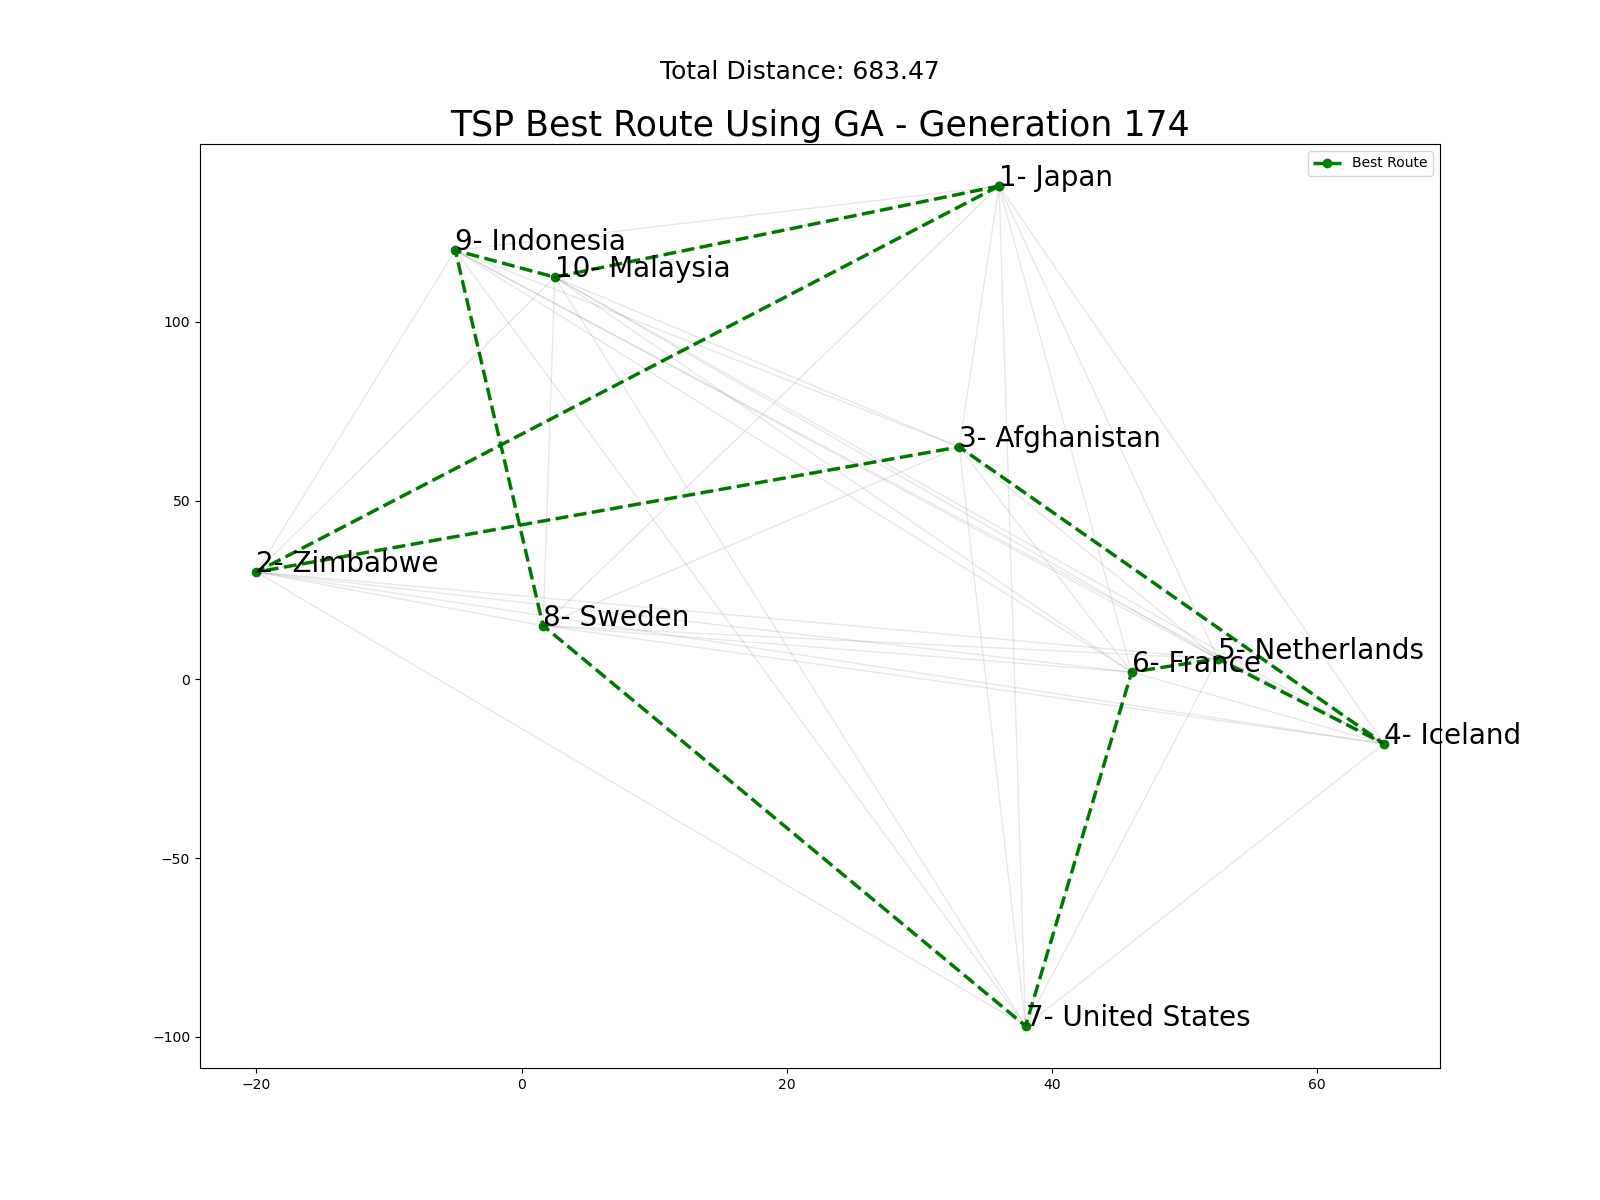 Total Distance: 683.47
TSP Best Route Using GA - Generation 174
Best Route
1- Japan
9- Indonesia
10- Malaysia
100
3- Afghanistan
50
2- Zimbabwe
8- Sweden
5- Netherlands
6- France
0
4- Iceland
−50
7- United States
−100
−20 0 20 40 60